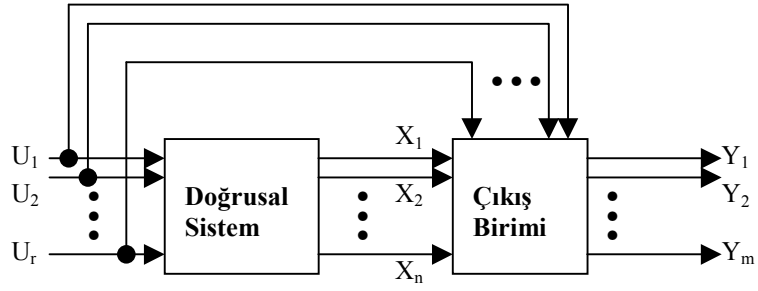 U1
U2
Ur
Doğrusal
Sistem
X1
X2
Xn
Çıkış
Birimi
Y1
Y2
Ym